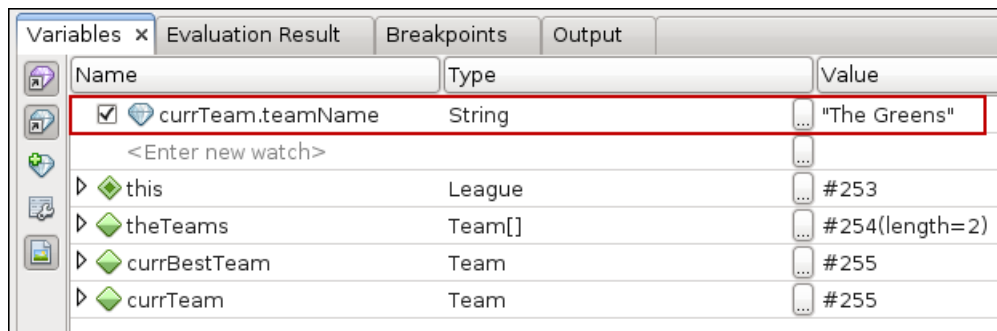 Variables × Evaluation Result Breakpoints Output
Name Type Value
currTeam.teamName String ... "The Greens"
<Enter new watch> ...
this League ... #253
theTeams Team[] ... #254(length=2)
currBestTeam Team ... #255
currTeam Team ... #255